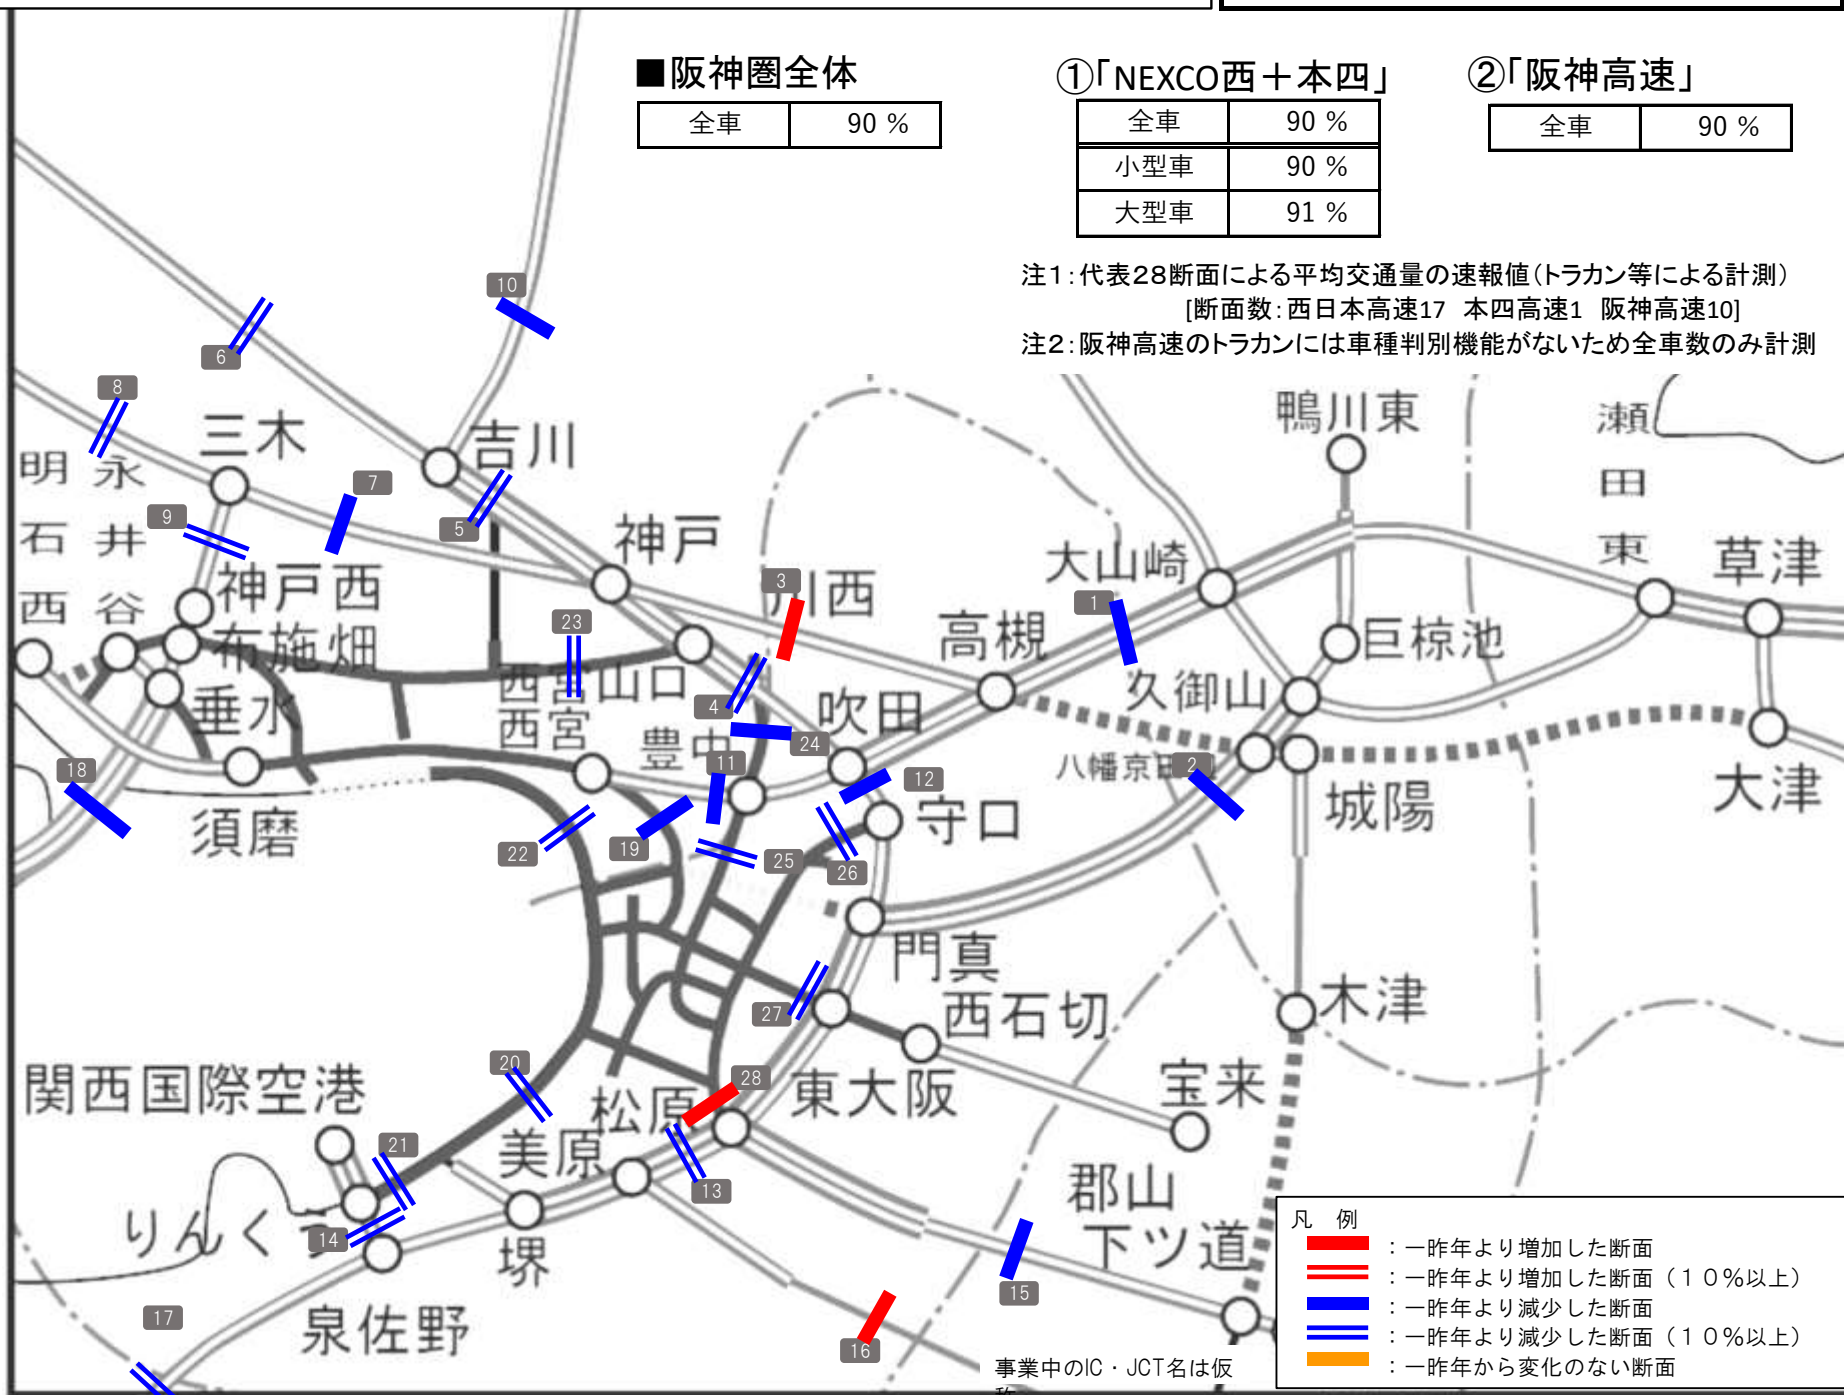 ■阪神圏全体
全車 90 %
①「NEXCO西＋本四」
全車 90 %
小型車 90 %
大型車 91 %
②「阪神高速」
全車 90 %
注１：代表２８断面による平均交通量の速報値（トラカン等による計測）
［断面数：西日本高速17 本四高速1 阪神高速10］
注２：阪神高速のトラカンには車種判別機能がないため全車数のみ計測
10
6
8
三木
吉川
鴨川東
瀬田東
明石西
永井谷
7
9
5
神戸
大山崎
草津
神戸西
3
川西
1
布施畑
23
高槻
巨椋池
西宮山口
久御山
垂水
4
吹田
西宮
豊中
24
18
11
12
八幡京田辺
2
大津
須磨
守口
城陽
22
19
25
26
門真
27
西石切
木津
関西国際空港
20
松原
28
東大阪
宝来
21
美原
13
郡山下ツ道
りんくう
14
堺
15
17
泉佐野
16
事業中のIC・JCT名は仮
称
凡 例
：一昨年より増加した断面
：一昨年より増加した断面（１０％以上）
：一昨年より減少した断面
：一昨年より減少した断面（１０％以上）
：一昨年から変化のない断面